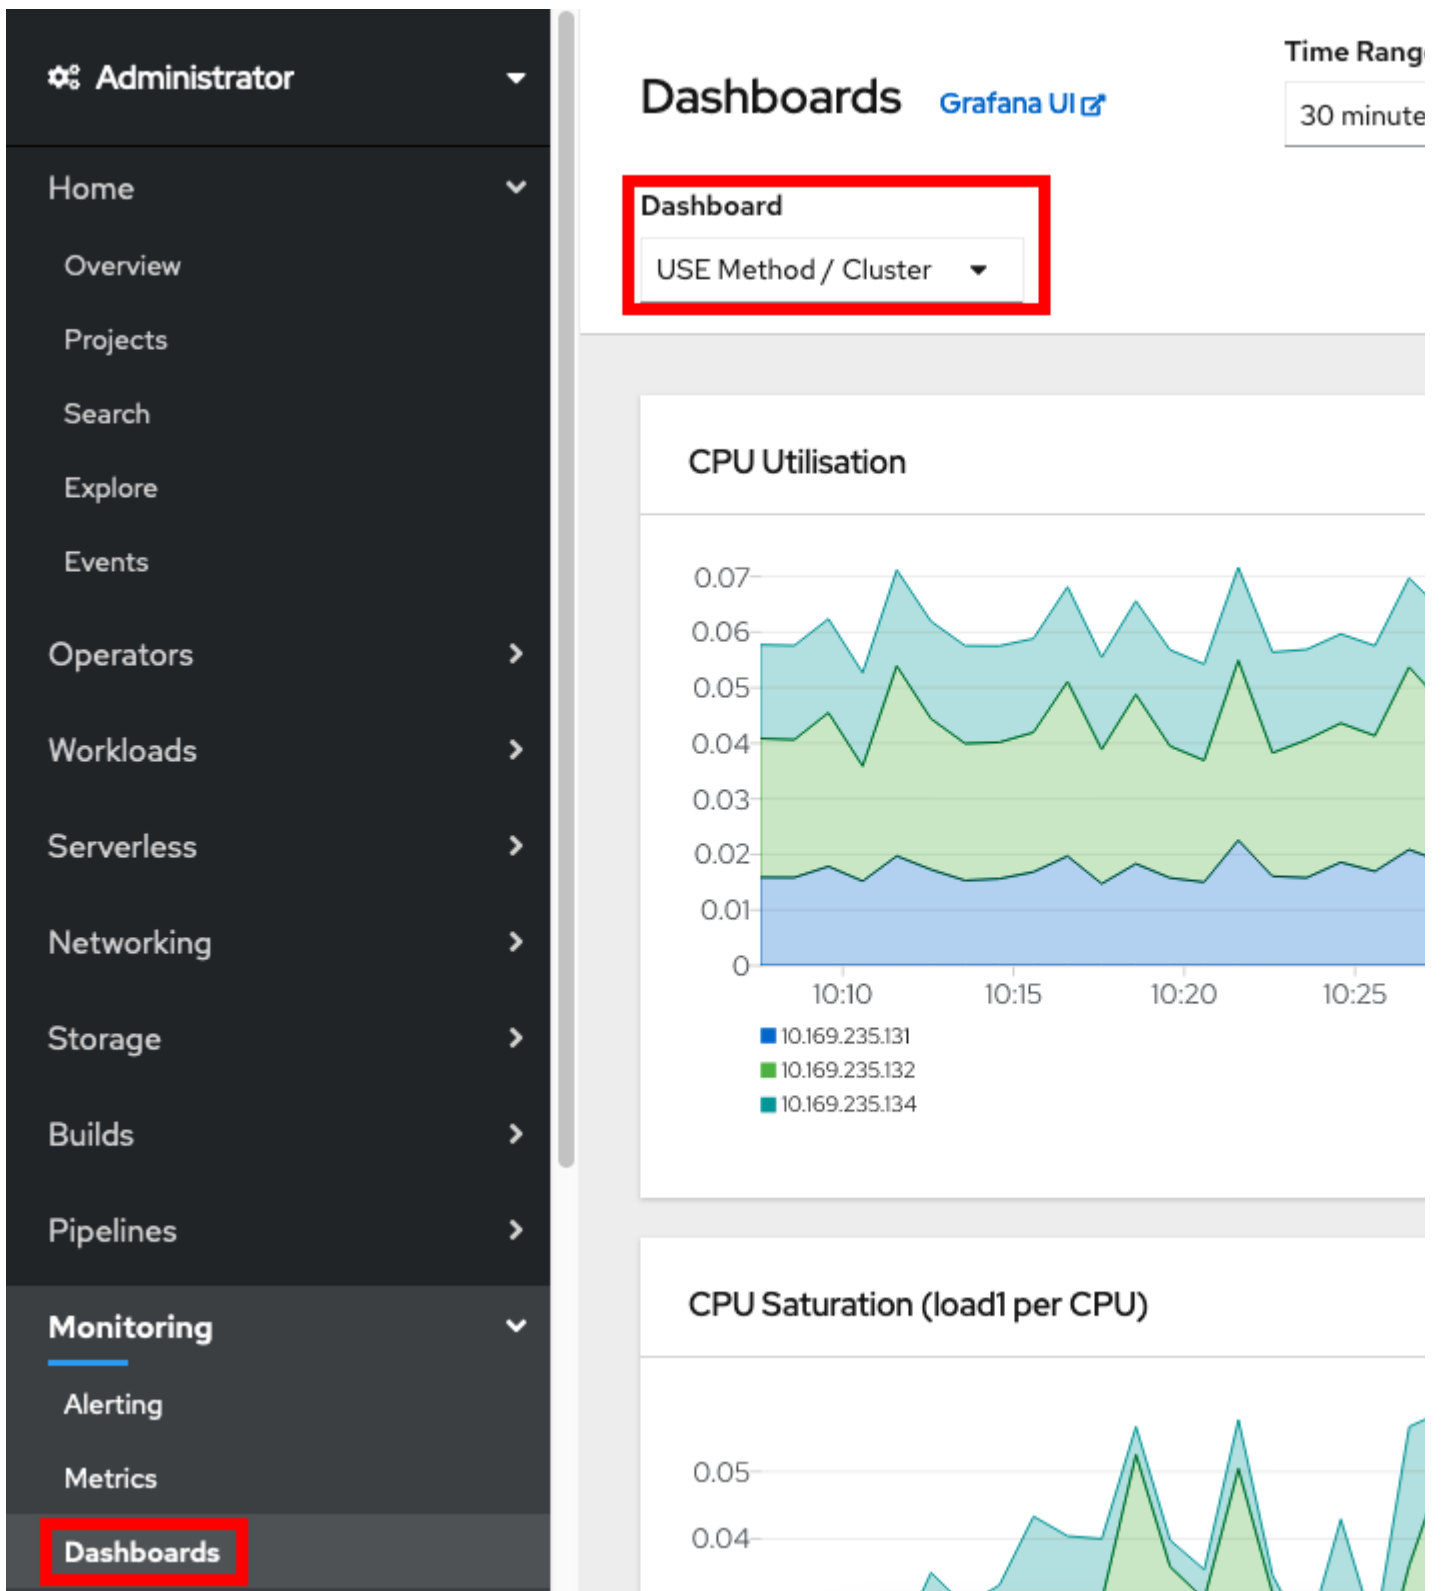 Administrator
Home
Overview
Projects
Search
Explore
Events
Operators
Workloads
Serverless
Networking
Storage
Builds
Pipelines
Monitoring
Alerting
Metrics
Dashboards
Dashboards
Grafana UI
Time Rang
30 minute
Dashboard
USE Method / Cluster
CPU Utilisation
0.07
0.06
0.05
0.04
0.03
0.02
0.01
0
10:10 10:15 10:20 10:25
10.169.235.131
10.169.235.132
10.169.235.134
CPU Saturation (load1 per CPU)
0.05
0.04